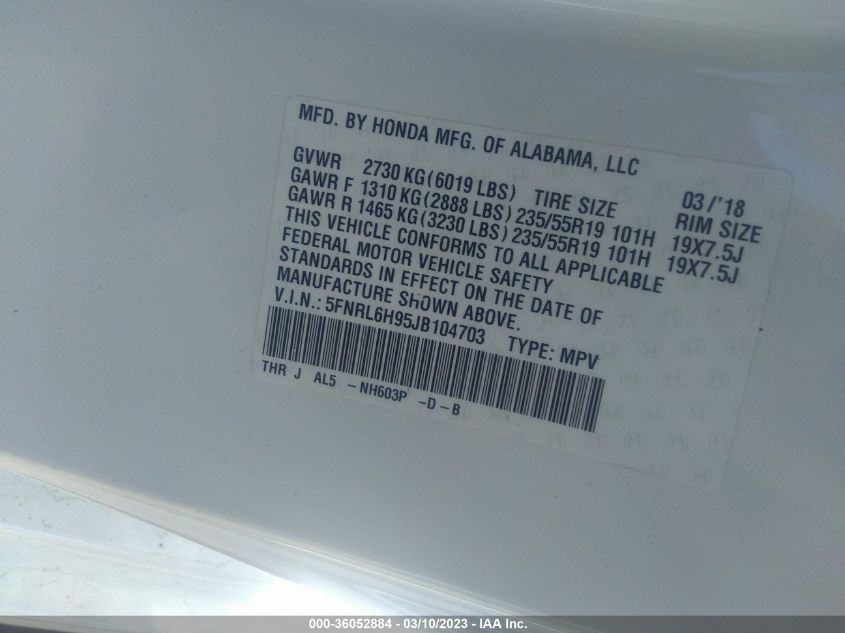 MFD. BY HONDA MFG. OF ALABAMA, LLC
03 /'18
GVWR 2730 KG(6019 LBS) TIRE SIZE RIM SIZE
GAWR F 1310 KG(2888 LBS) 235/55R19 101H 19X7.5J
GAWR R 1465 KG(3230 LBS) 235/55R19 101H 19X7.5J
THIS VEHICLE CONFORMS TO ALL APPLICABLE
FEDERAL MOTOR VEHICLE SAFETY
STANDARDS IN EFFECT ON THE DATE OF
MANUFACTURE SHOWN ABOVE.
V.I.N.: 5FNRL6H95JB104703 TYPE: MPV
THR J AL5 -NH603P -D-B
000-36052884 - 03/10/2023 - IAA Inc.